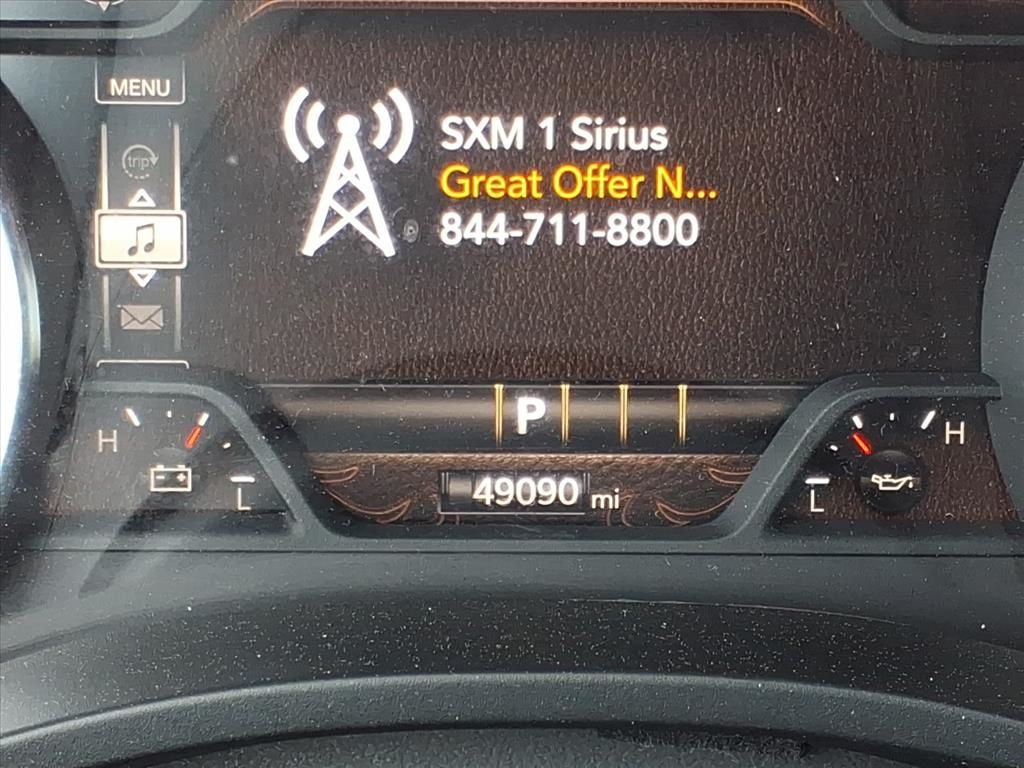 MENU
trip
SXM 1 Sirius
Great Offer N...
844-711-8800
P
H
L
49090 mi
L
H